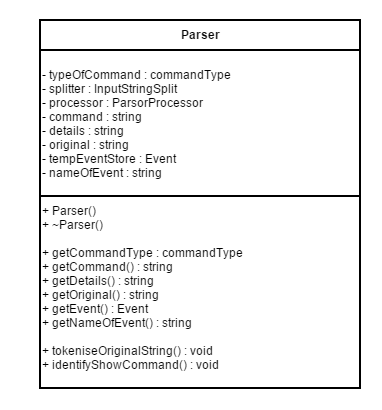 Parser
- typeOfCommand : commandType
- splitter : InputStringSplit
- processor : ParsorProcessor
- command : string
- details : string
- original : string
- tempEventStore : Event
- nameOfEvent : string
+ Parser()
+ ~Parser()
+ getCommandType : commandType
+ getCommand() : string
+ getDetails() : string
+ getOriginal() : string
+ getEvent() : Event
+ getNameOfEvent() : string
+ tokeniseOriginalString() : void
+ identifyShowCommand() : void